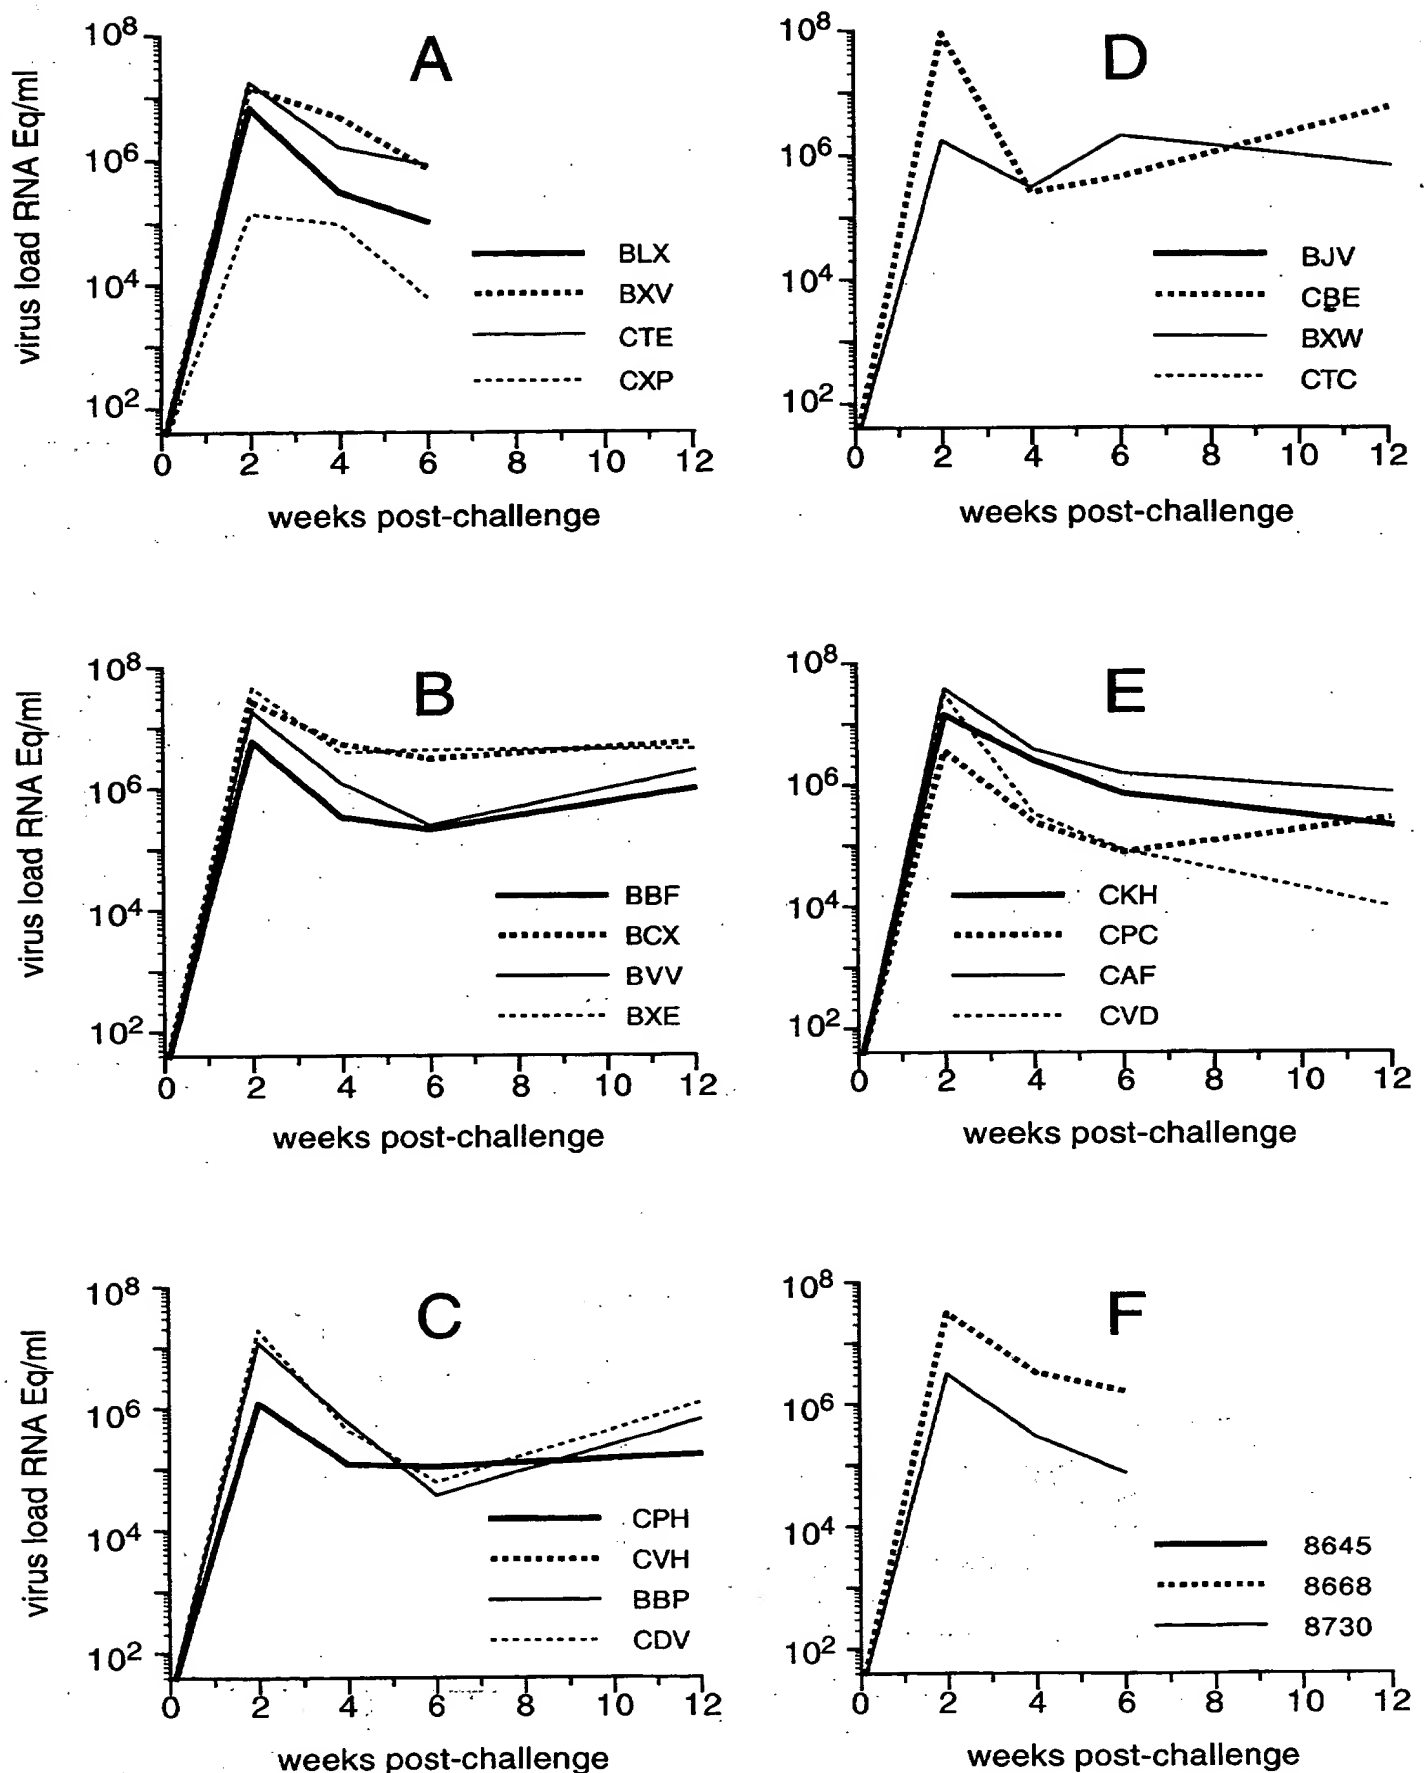 A
virus load RNA Eq/ml
10^8
10^6
10^4
10^2
BLX
BXV
CTE
CXP
0 2 4 6 8 10 12
weeks post-challenge
D
10^8
10^6
10^4
10^2
BJV
CBE
BXW
CTC
0 2 4 6 8 10 12
weeks post-challenge
B
virus load RNA Eq/ml
10^8
10^6
10^4
10^2
BBF
BCX
BVV
BXE
0 2 4 6 8 10 12
weeks post-challenge
E
10^8
10^6
10^4
10^2
CKH
CPC
CAF
CVD
0 2 4 6 8 10 12
weeks post-challenge
C
virus load RNA Eq/ml
10^8
10^6
10^4
10^2
CPH
CVH
BBP
CDV
0 2 4 6 8 10 12
weeks post-challenge
F
10^8
10^6
10^4
10^2
8645
8668
8730
0 2 4 6 8 10 12
weeks post-challenge